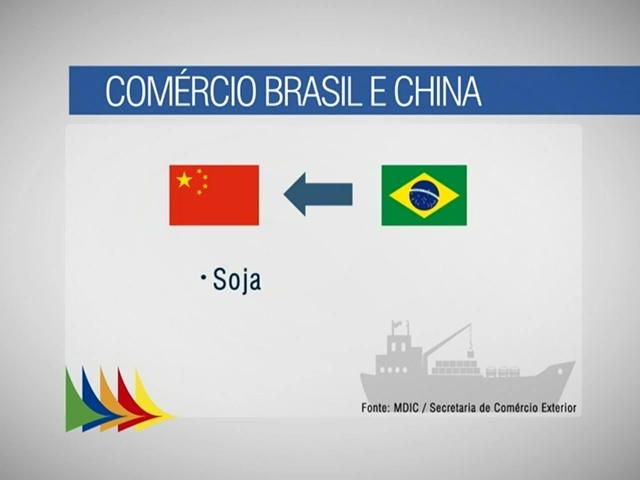 COMÉRCIO BRASIL E CHINA
• Soja
Fonte: MDIC / Secretaria de Comércio Exterior